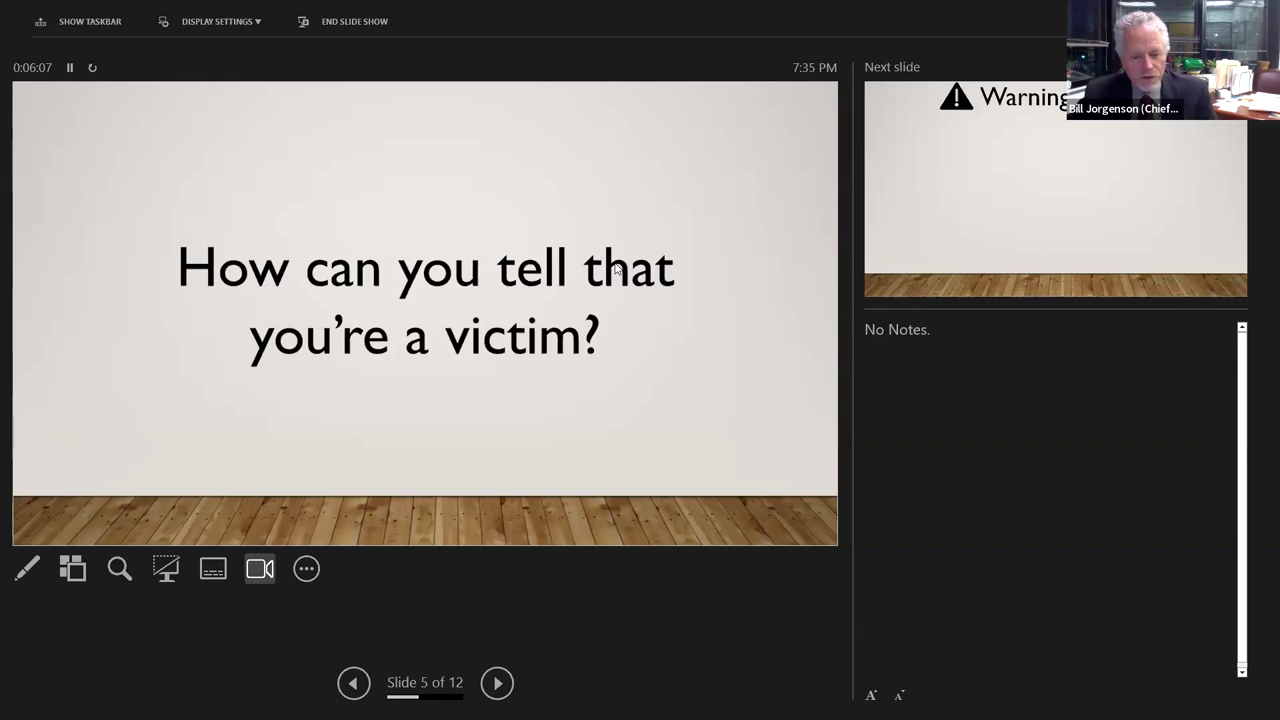 SHOW TASKBAR DISPLAY SETTINGS ▼ END SLIDE SHOW
0:06:07 7:35 PM Next slide
Warning
Bill Jorgenson (Chief...
How can you tell that
you're a victim?
No Notes.
Slide 5 of 12
A A